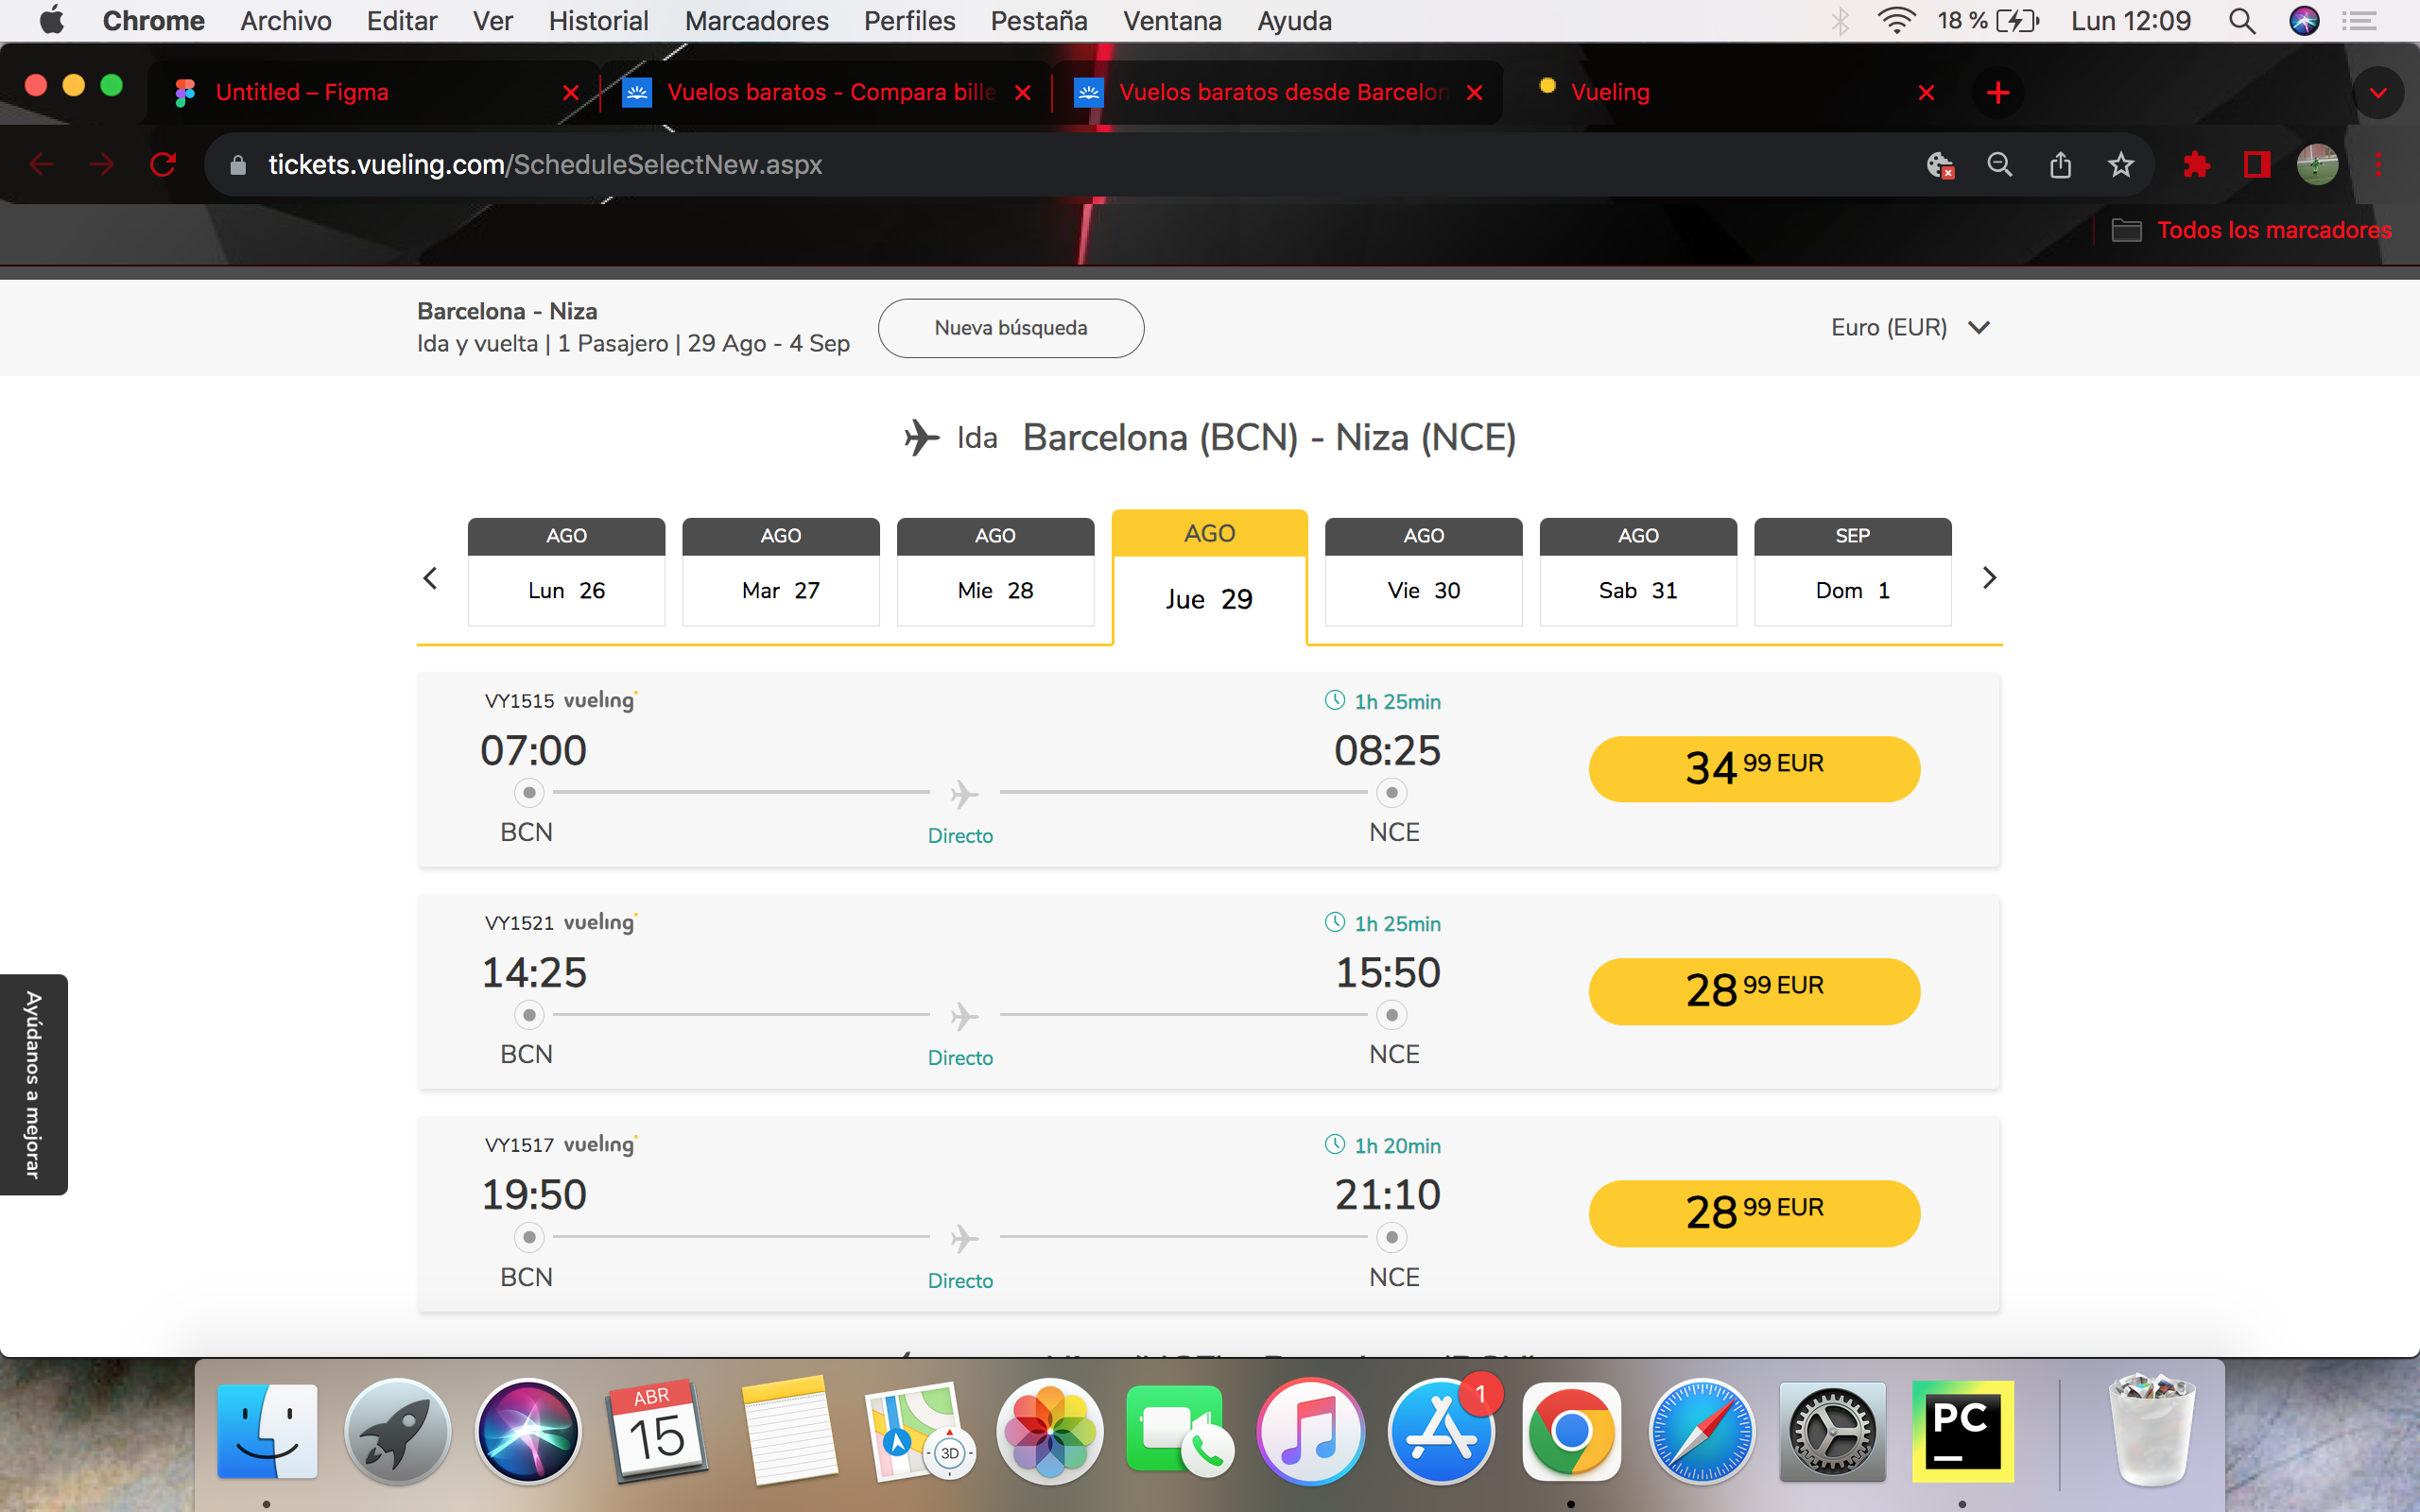 Chrome Archivo Editar Ver Historial Marcadores Perfiles Pestaña Ventana Ayuda 18 % Lun 12:09
Untitled – Figma Vuelos baratos - Compara bille Vuelos baratos desde Barcelon Vueling
tickets.vueling.com/ScheduleSelectNew.aspx
Todos los marcadores
Barcelona - Niza
Ida y vuelta | 1 Pasajero | 29 Ago - 4 Sep
Nueva búsqueda
Euro (EUR)
Ida Barcelona (BCN) - Niza (NCE)
AGO AGO AGO AGO AGO AGO SEP
Lun 26 Mar 27 Mie 28 Jue 29 Vie 30 Sab 31 Dom 1
VY1515 vueling 1h 25min
07:00 08:25
34 99 EUR
BCN Directo NCE
VY1521 vueling 1h 25min
14:25 15:50
28 99 EUR
BCN Directo NCE
VY1517 vueling 1h 20min
19:50 21:10
28 99 EUR
BCN Directo NCE
Ayúdanos a mejorar
ABR
15
3D
1
PC